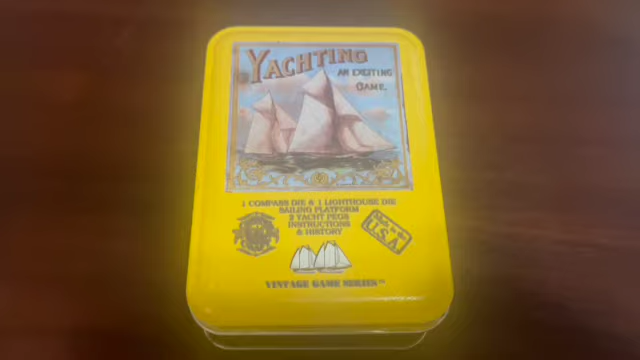 YACHTING
AN EXCITING
GAME.
1 COMPASS DIE & 1 LIGHTHOUSE DIE
SAILING PLATFORM
2 YACHT PEGS
INSTRUCTIONS
& HISTORY
Made in the
U.S.A.
VINTAGE GAME SERIES™